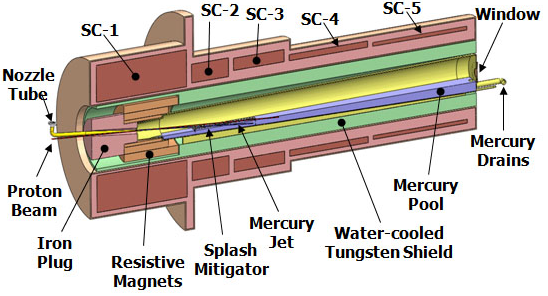 SC-1
SC-2
SC-3
SC-4
SC-5
Window
Nozzle
Tube
Mercury
Drains
Proton
Beam
Mercury
Pool
Iron
Plug
Resistive
Magnets
Splash
Mitigator
Mercury
Jet
Water-cooled
Tungsten Shield